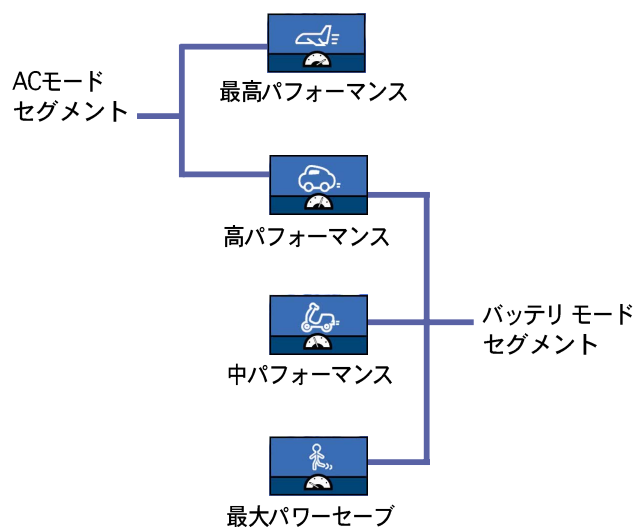 ACモード
セグメント
最高パフォーマンス
高パフォーマンス
バッテリ モード
セグメント
中パフォーマンス
最大パワーセーブ